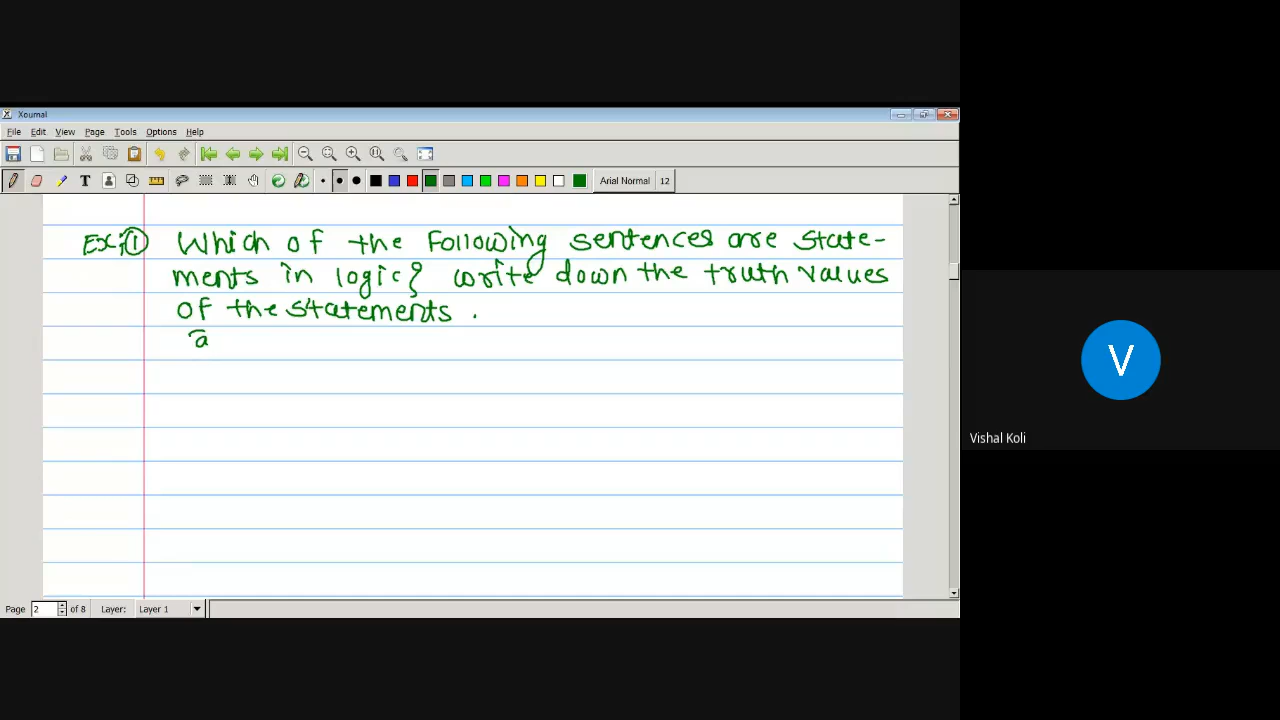 Xournal
File Edit View Page Tools Options Help
T Arial Normal 12
Ex: ① Which of the Following sentences are state-
ments in logic? write down the truth values
of the statements .
a
V
Vishal Koli
Page 2 of 8 Layer: Layer 1